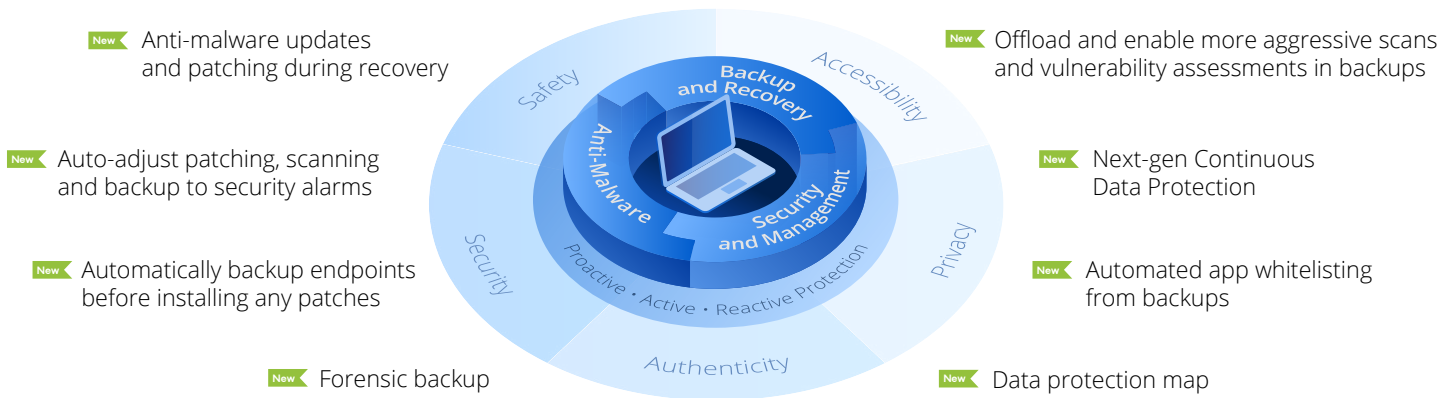 New Anti-malware updates
and patching during recovery
New Auto-adjust patching, scanning
and backup to security alarms
New Automatically backup endpoints
before installing any patches
New Forensic backup
Safety
Accessibility
Security
Privacy
Authenticity
Backup
and Recovery
Anti-Malware
Security
and Management
Proactive • Active • Reactive Protection
New Offload and enable more aggressive scans
and vulnerability assessments in backups
New Next-gen Continuous
Data Protection
New Automated app whitelisting
from backups
New Data protection map